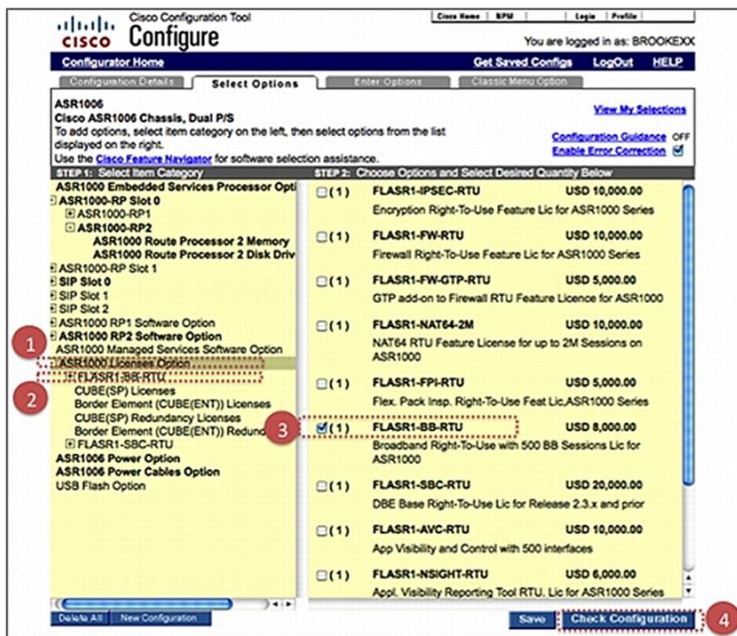 CISCO
Cisco Configuration Tool
Configure
Cisco Home | NPM | Login | Profile
You are logged in as: BROOKEXX
Configurator Home Get Saved Configs LogOut HELP
Configuration Details Select Options Enter Options Classic Menu Option
ASR1006
Cisco ASR1006 Chassis, Dual P/S
View My Selections
To add options, select item category on the left, then select options from the list
displayed on the right.
Configuration Guidance OFF
Use the Cisco Feature Navigator for software selection assistance.
Enable Error Correction
STEP 1: Select Item Category
ASR1000 Embedded Services Processor Opti
ASR1000-RP Slot 0
ASR1000-RP1
ASR1000-RP2
ASR1000 Route Processor 2 Memory
ASR1000 Route Processor 2 Disk Driv
ASR1000-RP Slot 1
SIP Slot 0
SIP Slot 1
SIP Slot 2
ASR1000 RP1 Software Option
ASR1000 RP2 Software Option
ASR1000 Managed Services Software Option
1
ASR1000 Licenses Option
2
FLASR1-BB-RTU
CUBE(SP) Licenses
Border Element (CUBE(ENT)) Licenses
CUBE(SP) Redundancy Licenses
Border Element (CUBE(ENT)) Redun
FLASR1-SBC-RTU
ASR1006 Power Option
ASR1006 Power Cables Option
USB Flash Option
STEP 2: Choose Options and Select Desired Quantity Below
(1) FLASR1-IPSEC-RTU USD 10,000.00
Encryption Right-To-Use Feature Lic for ASR1000 Series
(1) FLASR1-FW-RTU USD 10,000.00
Firewall Right-To-Use Feature Lic for ASR1000 Series
(1) FLASR1-FW-GTP-RTU USD 5,000.00
GTP add-on to Firewall RTU Feature Licence for ASR1000
(1) FLASR1-NAT64-2M USD 10,000.00
NAT64 RTU Feature License for up to 2M Sessions on
ASR1000
(1) FLASR1-FPI-RTU USD 5,000.00
Flex. Pack Insp. Right-To-Use Feat Lic,ASR1000 Series
3
(1) FLASR1-BB-RTU USD 8,000.00
Broadband Right-To-Use with 500 BB Sessions Lic for
ASR1000
(1) FLASR1-SBC-RTU USD 20,000.00
DBE Base Right-To-Use Lic for Release 2.3.x and prior
(1) FLASR1-AVC-RTU USD 10,000.00
App Visibility and Control with 500 interfaces
(1) FLASR1-NSIGHT-RTU USD 6,000.00
Appl. Visibility Reporting Tool RTU. Lic for ASR1000 Series
Delete All New Configuration Save Check Configuration
4